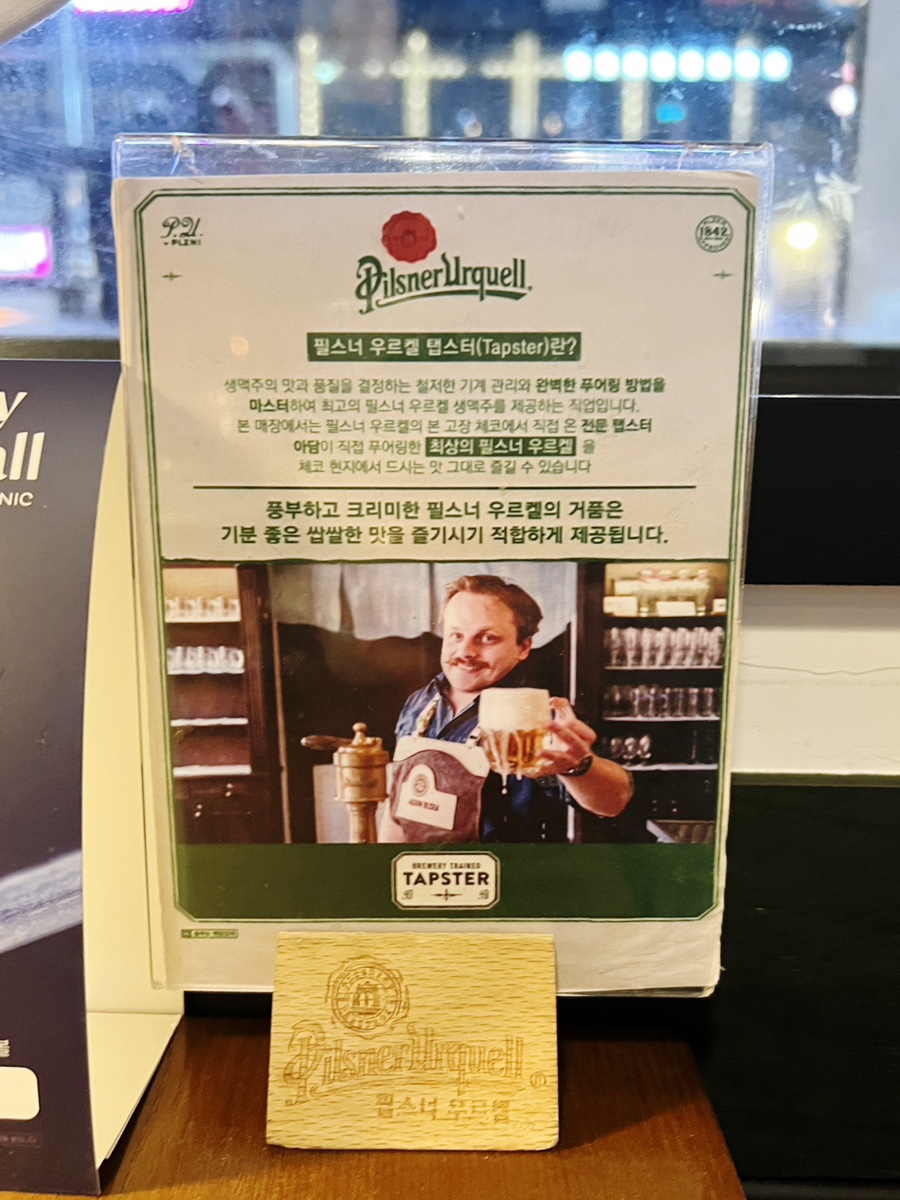 P.U.
PLZNI
1842
PilsnerUrquell
필스너 우르켈 탭스터(Tapster)란?
생맥주의 맛과 품질을 결정하는 철저한 기계 관리와 완벽한 푸어링 방법을
마스터하여 최고의 필스너 우르켈 생맥주를 제공하는 직업입니다.
본 매장에서는 필스너 우르켈의 본 고장 체코에서 직접 온 전문 탭스터
아담이 직접 푸어링한 최상의 필스너 우르켈 을
체코 현지에서 드시는 맛 그대로 즐길 수 있습니다
풍부하고 크리미한 필스너 우르켈의 거품은
기분 좋은 쌉쌀한 맛을 즐기시기 적합하게 제공됩니다.
BREWERY TRAINED
TAPSTER
PilsnerUrquell
필스너 우르켈
y
all
NIC